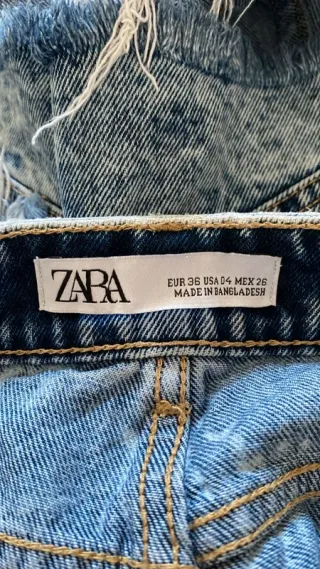 ZARA
EUR 36 USA 04 MEX 26
MADE IN BANGLADESH